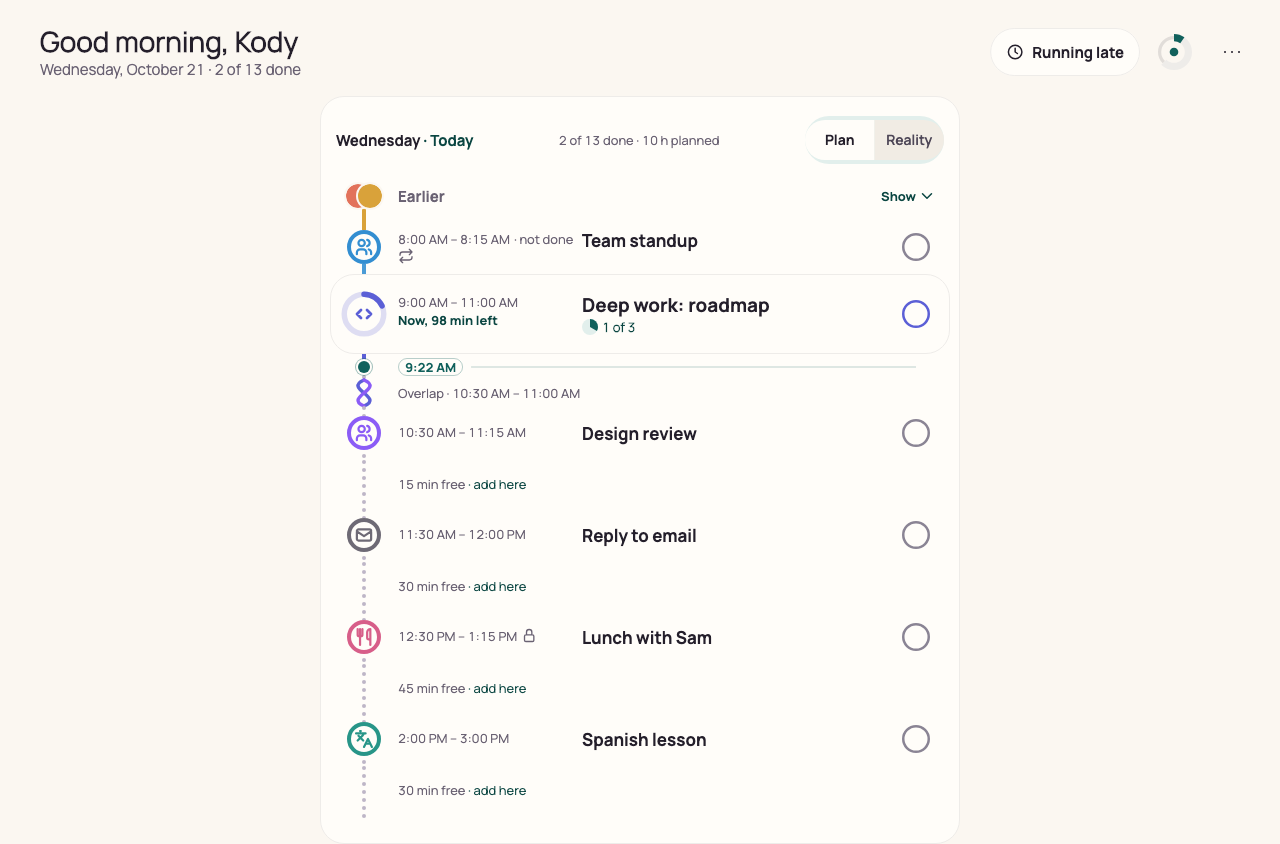 Good morning, Kody
Wednesday, October 21 · 2 of 13 done
Running late
Wednesday · Today
2 of 13 done · 10 h planned
Plan
Reality
Earlier
Show
8:00 AM – 8:15 AM · not done
Team standup
9:00 AM – 11:00 AM
Now, 98 min left
Deep work: roadmap
1 of 3
9:22 AM
Overlap · 10:30 AM – 11:00 AM
10:30 AM – 11:15 AM
Design review
15 min free · add here
11:30 AM – 12:00 PM
Reply to email
30 min free · add here
12:30 PM – 1:15 PM
Lunch with Sam
45 min free · add here
2:00 PM – 3:00 PM
Spanish lesson
30 min free · add here